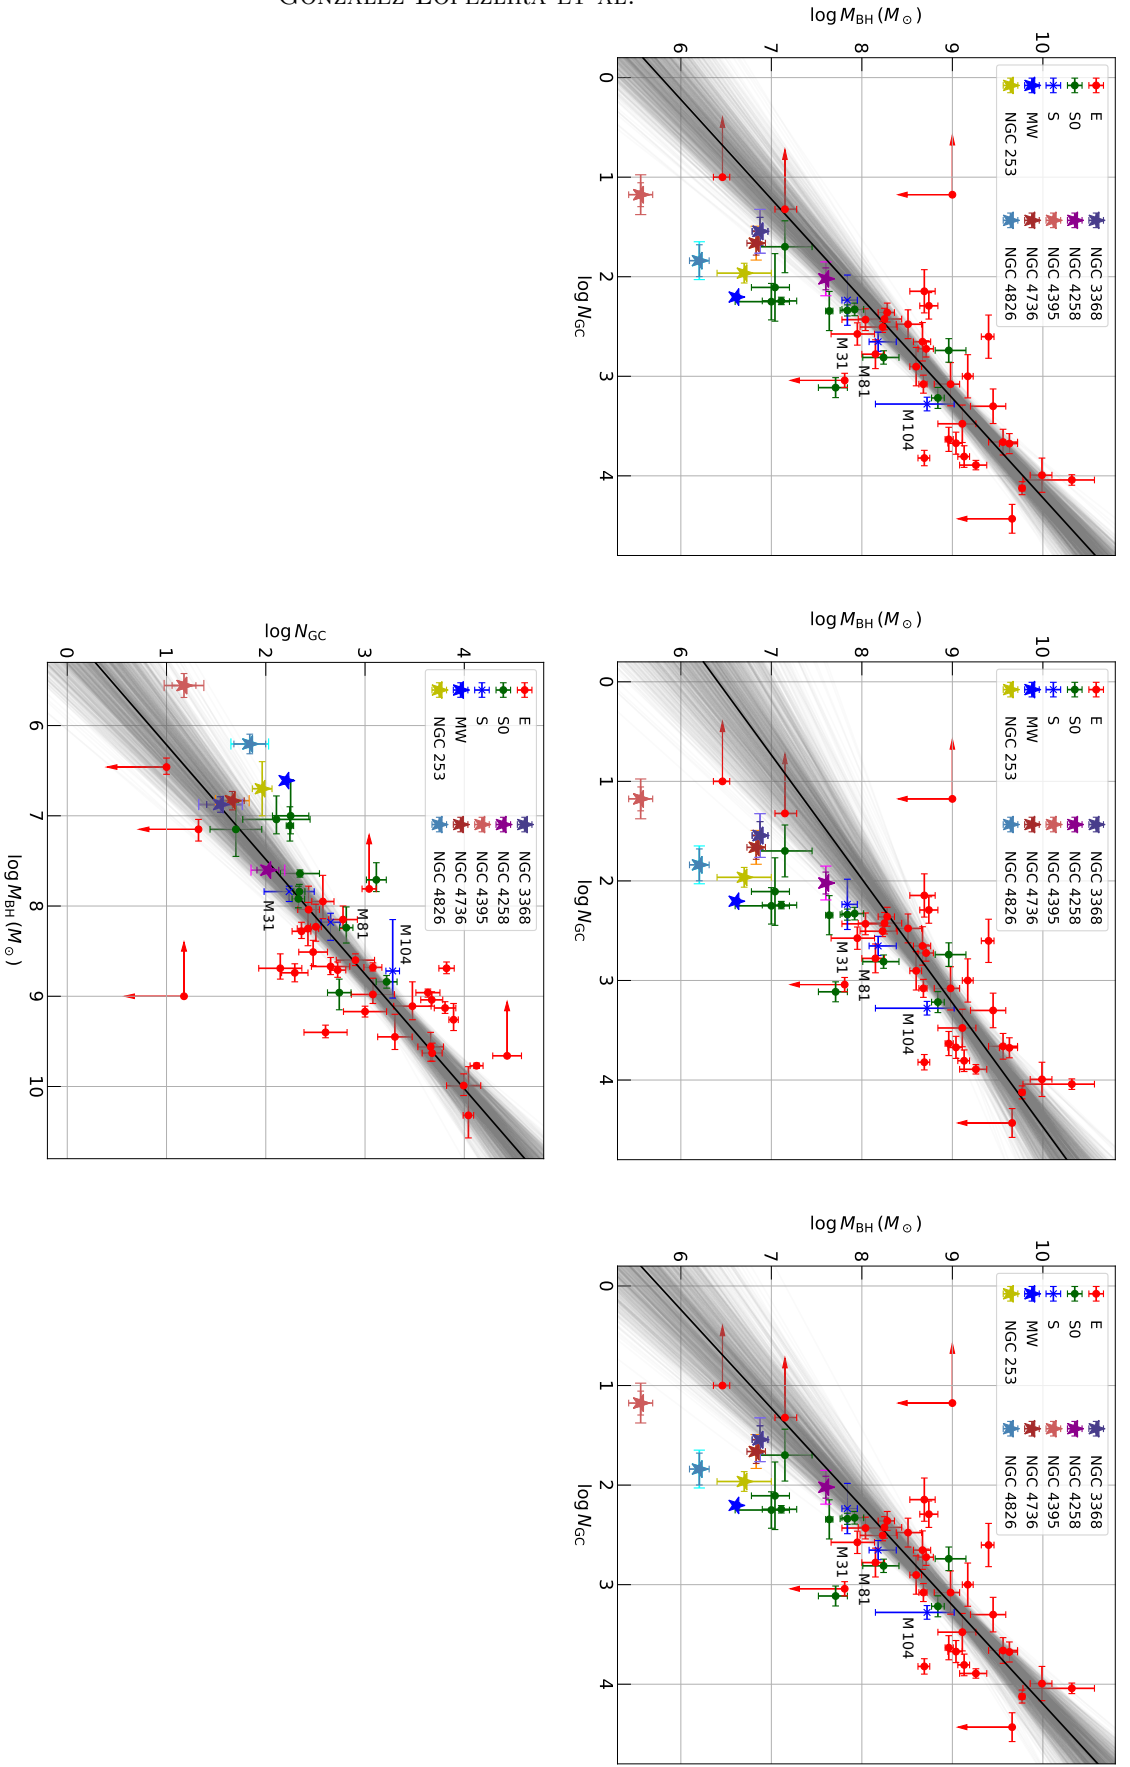 GONZÁLEZ-LÓPEZLIRA ET AL.
log M_BH (M_⊙)
10
9
8
7
6
E
S0
S
MW
NGC 253
NGC 3368
NGC 4258
NGC 4395
NGC 4736
NGC 4826
M 31
M 81
M 104
0 1 2 3 4
log N_GC
log M_BH (M_⊙)
10
9
8
7
6
E
S0
S
MW
NGC 253
NGC 3368
NGC 4258
NGC 4395
NGC 4736
NGC 4826
M 31
M 81
M 104
0 1 2 3 4
log N_GC
log M_BH (M_⊙)
10
9
8
7
6
E
S0
S
MW
NGC 253
NGC 3368
NGC 4258
NGC 4395
NGC 4736
NGC 4826
M 31
M 81
M 104
0 1 2 3 4
log N_GC
log N_GC
4
3
2
1
0
E
S0
S
MW
NGC 253
NGC 3368
NGC 4258
NGC 4395
NGC 4736
NGC 4826
M 104
M 81
M 31
6 7 8 9 10
log M_BH (M_⊙)